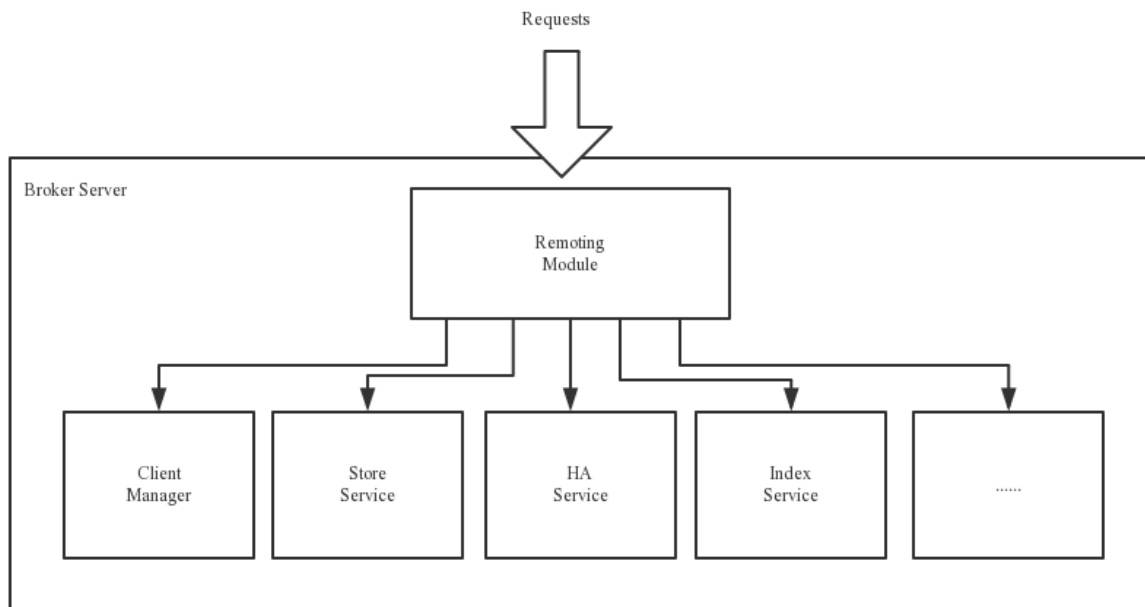 Requests
Broker Server
Remoting
Module
Client
Manager
Store
Service
HA
Service
Index
Service
......